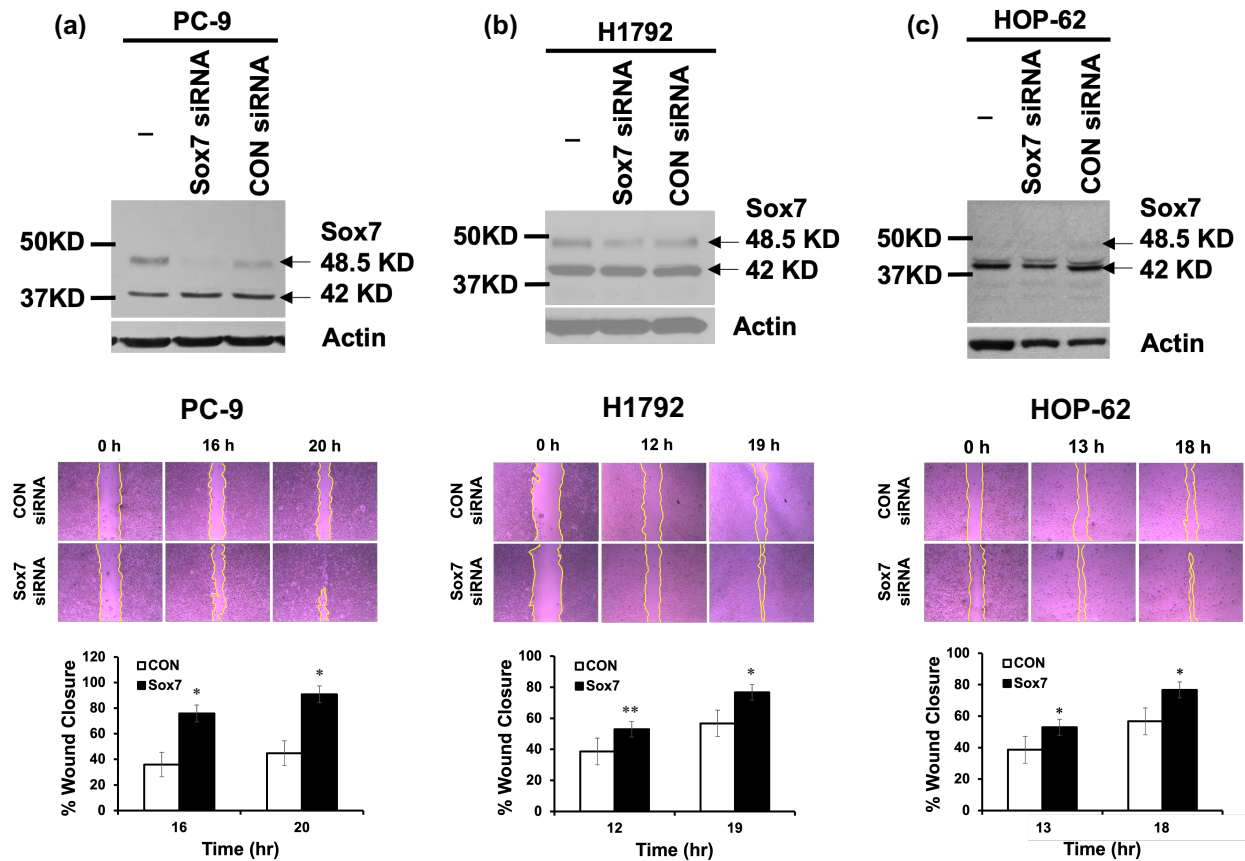 (a)
PC-9
–
Sox7 siRNA
CON siRNA
50KD
37KD
Sox7
48.5 KD
42 KD
Actin
(b)
H1792
–
Sox7 siRNA
CON siRNA
50KD
37KD
Sox7
48.5 KD
42 KD
Actin
(c)
HOP-62
–
Sox7 siRNA
CON siRNA
50KD
37KD
Sox7
48.5 KD
42 KD
Actin
PC-9
0 h 16 h 20 h
CON
siRNA
Sox7
siRNA
H1792
0 h 12 h 19 h
CON
siRNA
Sox7
siRNA
HOP-62
0 h 13 h 18 h
CON
siRNA
Sox7
siRNA
% Wound Closure
120
100
80
60
40
20
0
CON
Sox7
*
*
16 20
Time (hr)
% Wound Closure
100
80
60
40
20
0
CON
Sox7
**
*
12 19
Time (hr)
% Wound Closure
100
80
60
40
20
0
CON
Sox7
*
*
13 18
Time (hr)